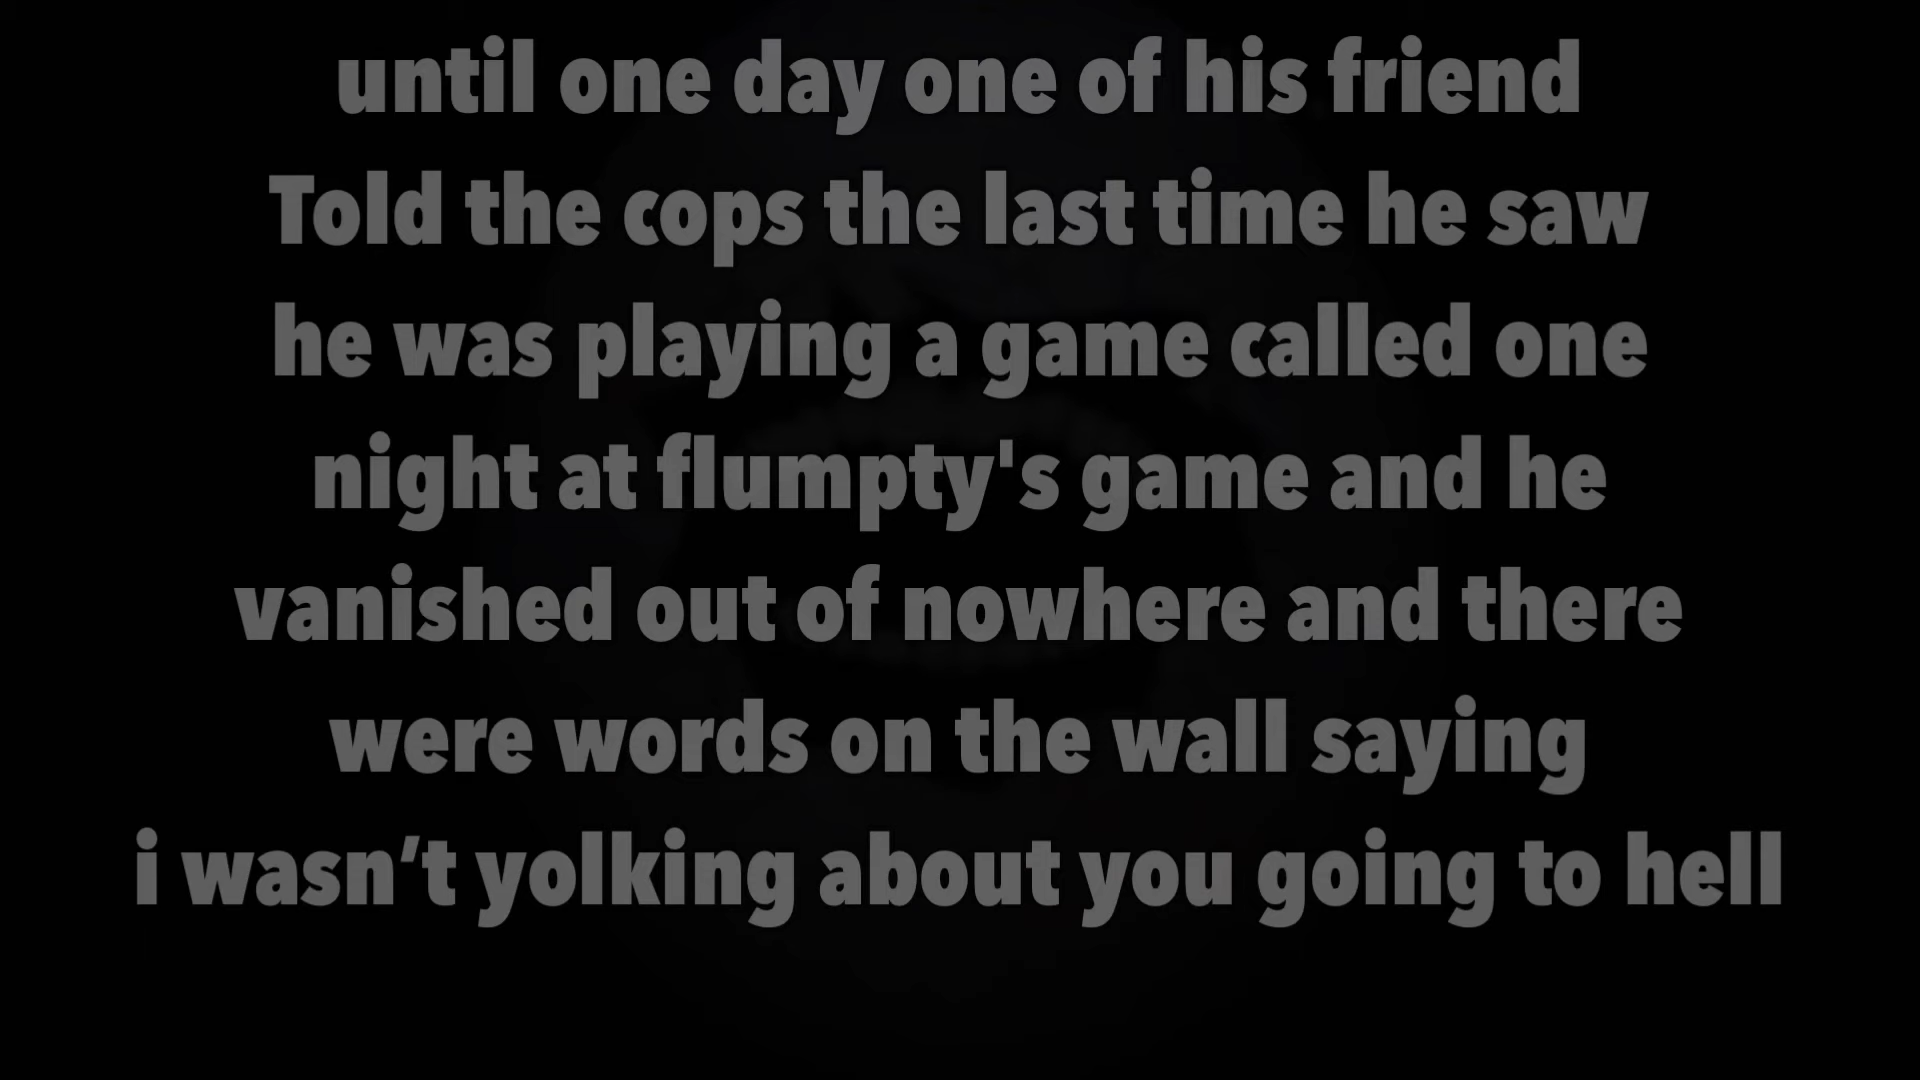 until one day one of his friend
Told the cops the last time he saw
he was playing a game called one
night at flumpty's game and he
vanished out of nowhere and there
were words on the wall saying
i wasn’t yolking about you going to hell